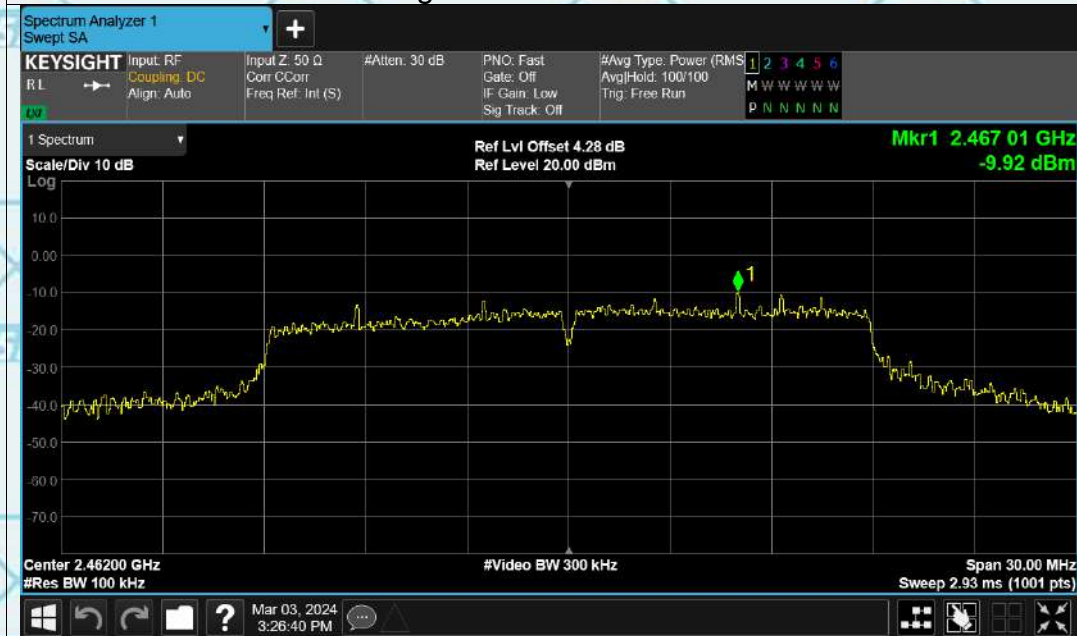 Spectrum Analyzer 1
Swept SA
+
KEYSIGHT
RL
LXI
Input: RF
Coupling: DC
Align: Auto
Input Z: 50 Ω
Corr CCorr
Freq Ref: Int (S)
#Atten: 30 dB
PNO: Fast
Gate: Off
IF Gain: Low
Sig Track: Off
#Avg Type: Power (RMS
Avg|Hold: 100/100
Trig: Free Run
1 2 3 4 5 6
M W W W W W
P N N N N N
1 Spectrum
Scale/Div 10 dB
Log
Ref Lvl Offset 4.28 dB
Ref Level 20.00 dBm
Mkr1 2.467 01 GHz
-9.92 dBm
1
10.0
0.00
-10.0
-20.0
-30.0
-40.0
-50.0
-60.0
-70.0
Center 2.46200 GHz
#Res BW 100 kHz
#Video BW 300 kHz
Span 30.00 MHz
Sweep 2.93 ms (1001 pts)
?
Mar 03, 2024
3:26:40 PM